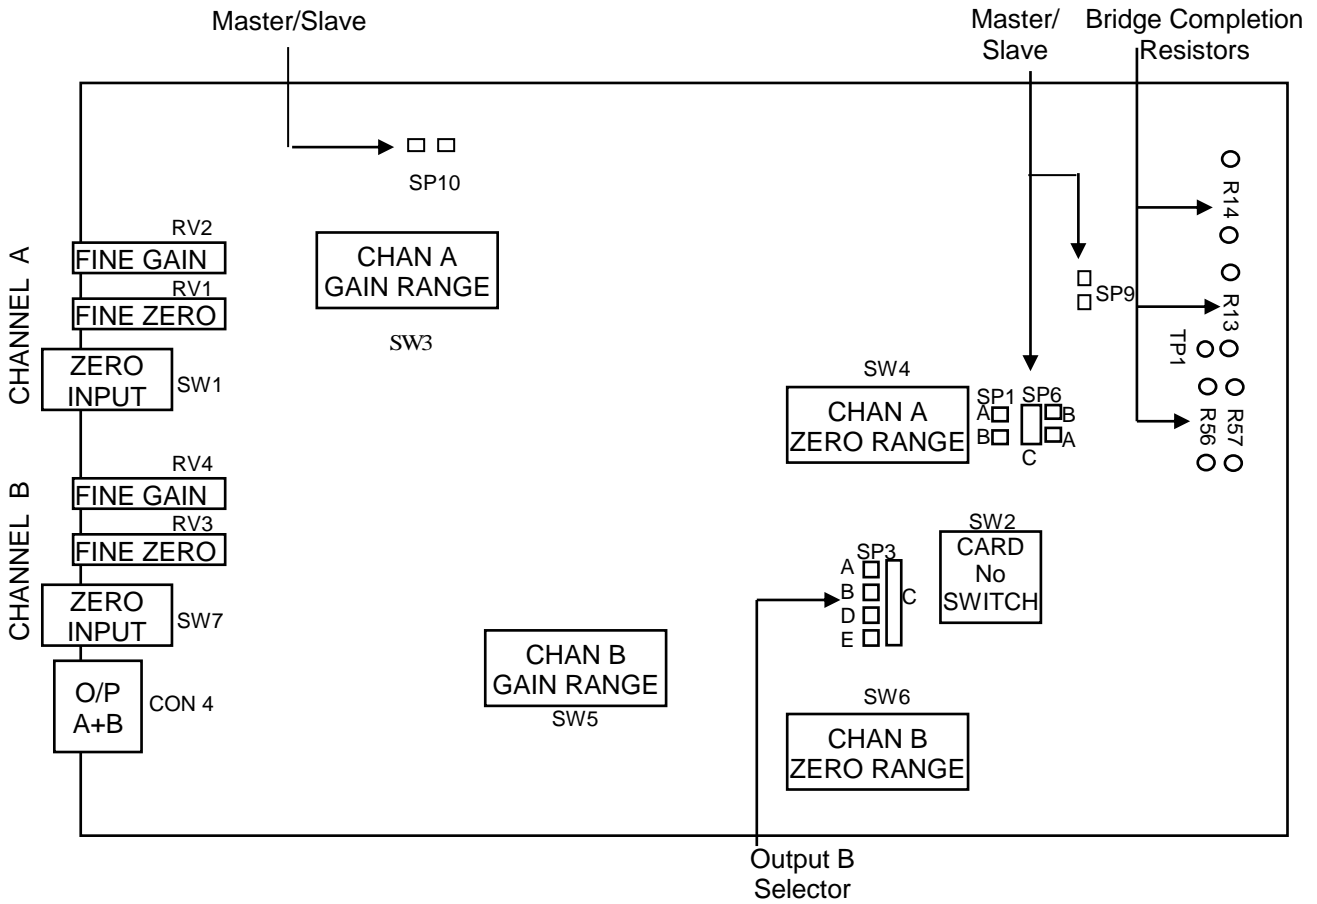 Master/Slave
Master/
Slave
Bridge Completion
Resistors
SP10
R14
RV2
FINE GAIN
RV1
FINE ZERO
ZERO
INPUT
SW1
CHANNEL A
CHAN A
GAIN RANGE
SW3
SP9
R13
TP1
SW4
CHAN A
ZERO RANGE
SP1
A
B
SP6
B
A
C
R56
R57
RV4
FINE GAIN
RV3
FINE ZERO
ZERO
INPUT
SW7
CHANNEL B
O/P
A+B
CON 4
CHAN B
GAIN RANGE
SW5
SP3
A
B
D
E
C
SW2
CARD
No
SWITCH
SW6
CHAN B
ZERO RANGE
Output B
Selector